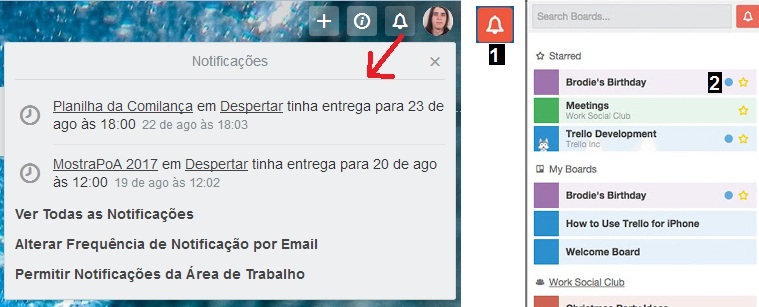 Notificações
Planilha da Comilança em Despertar tinha entrega para 23 de
ago às 18:00 22 de ago às 18:03
MostraPoA 2017 em Despertar tinha entrega para 20 de ago
às 12:00 19 de ago às 12:02
Ver Todas as Notificações
Alterar Frequência de Notificação por Email
Permitir Notificações da Área de Trabalho
1
Search Boards...
Starred
Brodie's Birthday
2
Meetings
Work Social Club
Trello Development
Trello Inc
My Boards
Brodie's Birthday
How to Use Trello for iPhone
Welcome Board
Work Social Club
Christmas Party Ideas